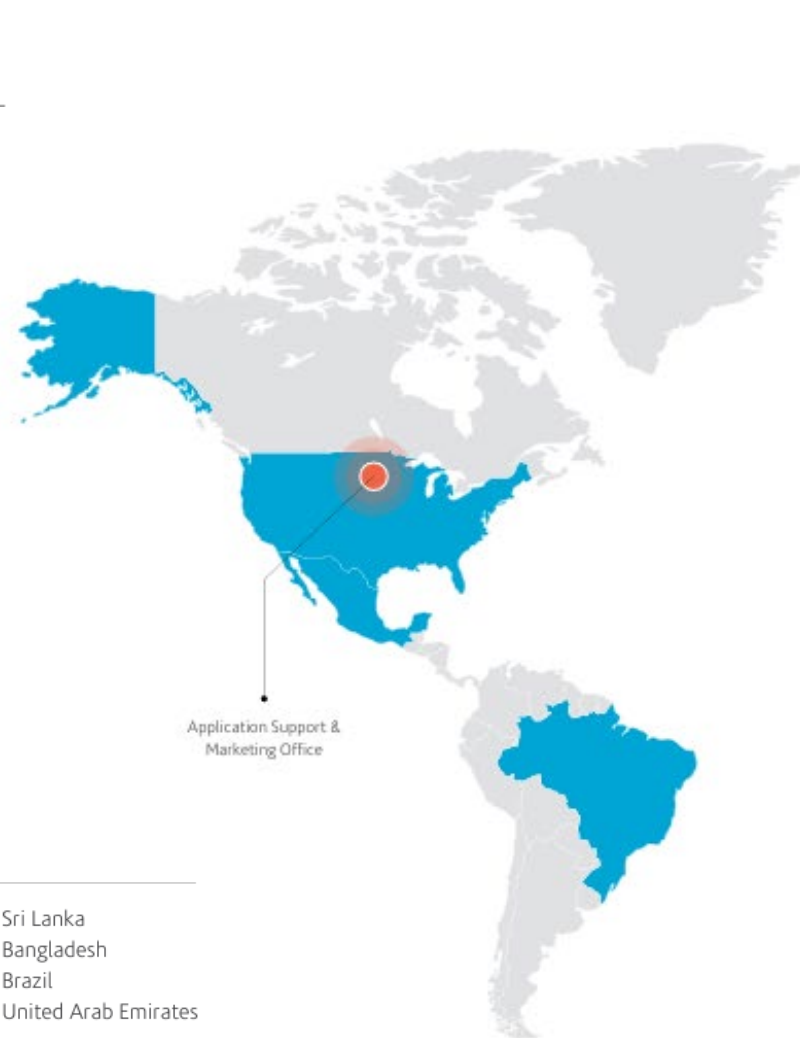 Application Support &
Marketing Office
Sri Lanka
Bangladesh
Brazil
United Arab Emirates